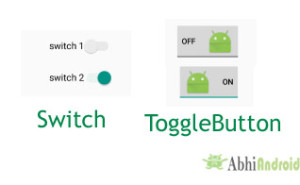 switch 1
switch 2
Switch
OFF
ON
ToggleButton
AbhiAndroid